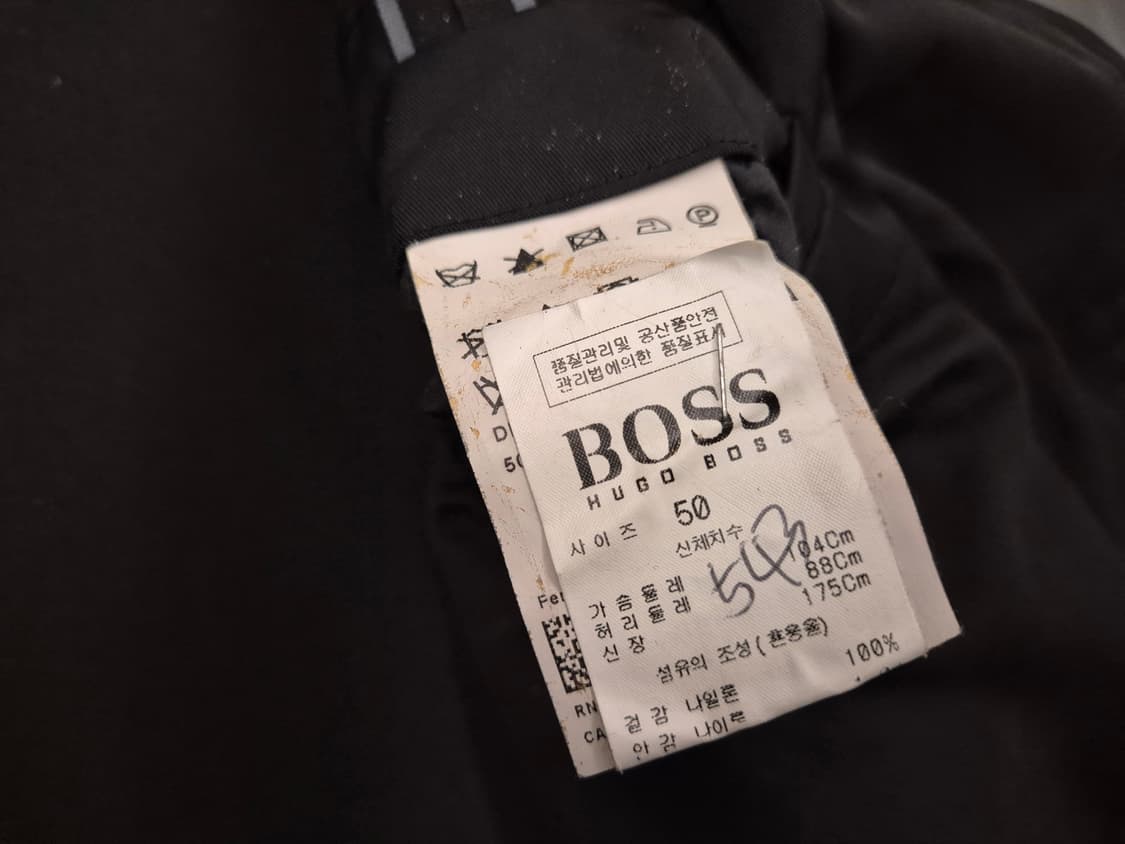 품질관리및 공산품안전
관리법에의한 품질표시
BOSS
HUGO BOSS
사이즈 50
신체치수
가슴둘레 104Cm
허리둘레 88Cm
신장 175Cm
섬유의 조성(혼용율)
100%
겉감 나일론
안감
D
50
RN
CA